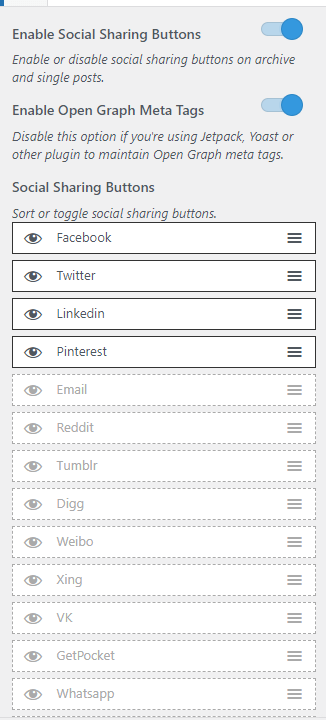 Enable Social Sharing Buttons
Enable or disable social sharing buttons on archive
and single posts.
Enable Open Graph Meta Tags
Disable this option if you're using Jetpack, Yoast or
other plugin to maintain Open Graph meta tags.
Social Sharing Buttons
Sort or toggle social sharing buttons.
Facebook
Twitter
Linkedin
Pinterest
Email
Reddit
Tumblr
Digg
Weibo
Xing
VK
GetPocket
Whatsapp